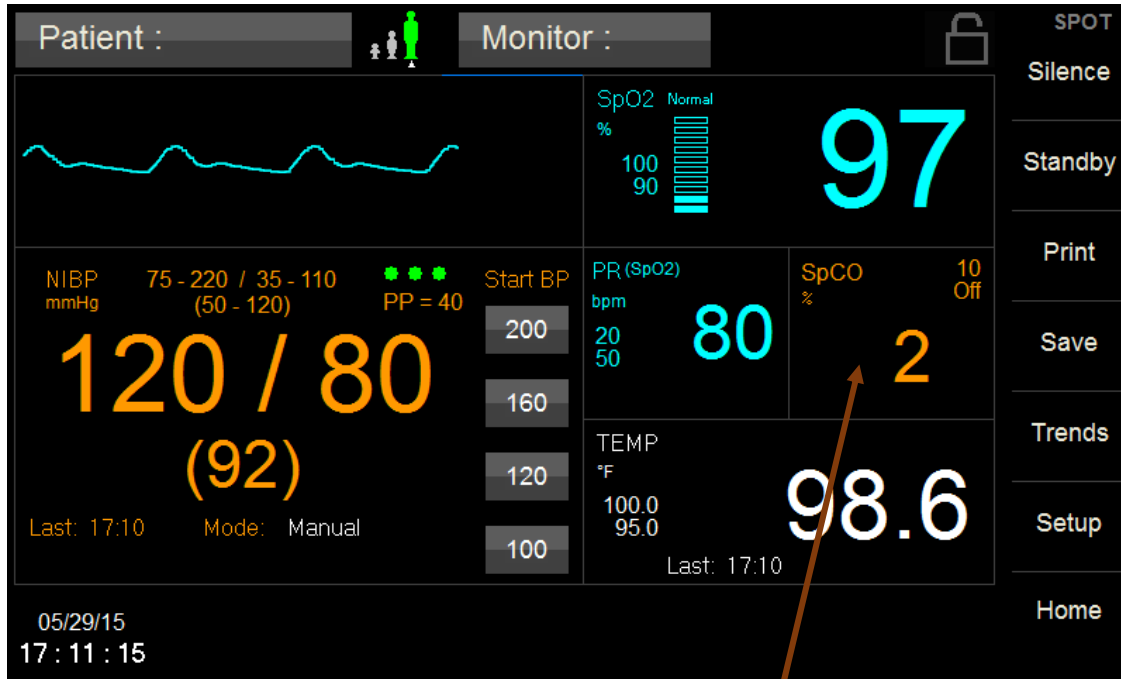 Patient :
Monitor :
SPOT
Silence
Standby
Print
Save
Trends
Setup
Home
SpO2 Normal
%
100
90
97
NIBP
mmHg
75 - 220 / 35 - 110
(50 - 120)
PP = 40
120 / 80
(92)
Last: 17:10 Mode: Manual
Start BP
200
160
120
100
PR (SpO2)
bpm
20
50
80
SpCO
%
10
Off
2
TEMP
°F
100.0
95.0
98.6
Last: 17:10
05/29/15
17 : 11 : 15